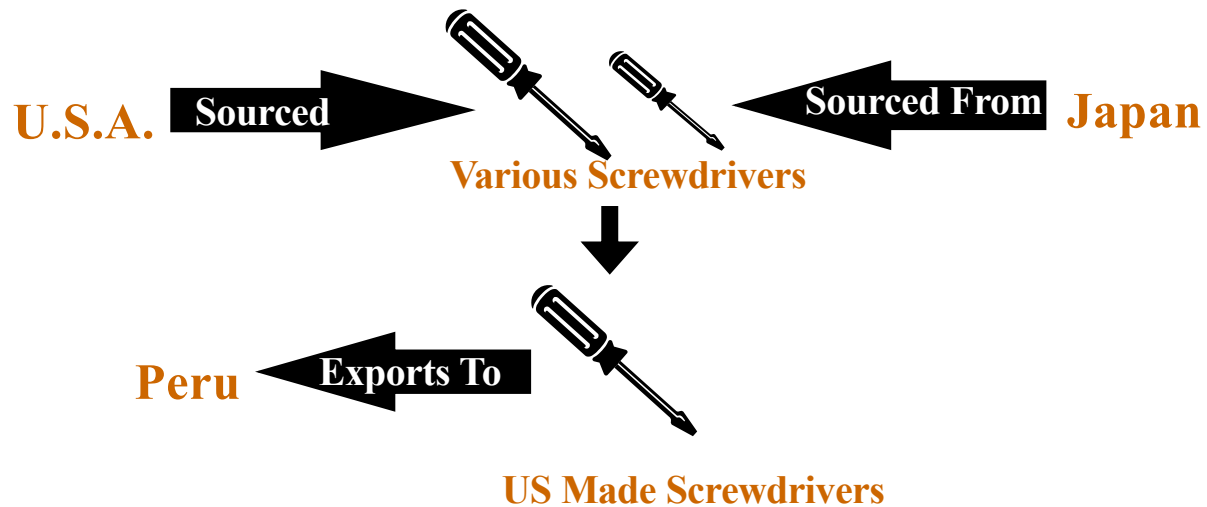 U.S.A.
Sourced
Sourced From
Japan
Various Screwdrivers
Peru
Exports To
US Made Screwdrivers